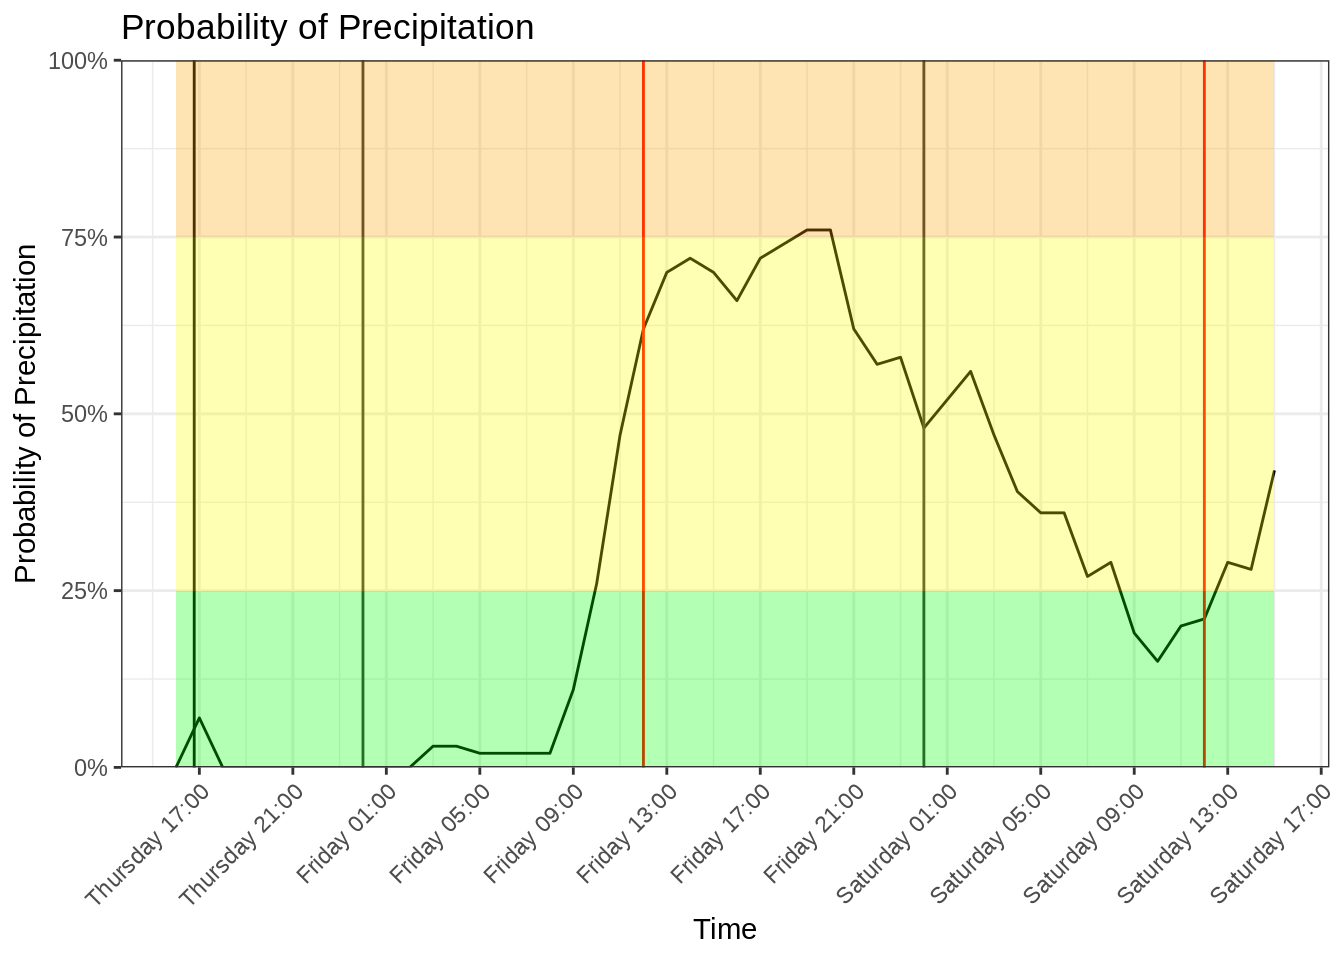 Probability of Precipitation
100%
75%
50%
25%
0%
Probability of Precipitation
Thursday 17:00
Thursday 21:00
Friday 01:00
Friday 05:00
Friday 09:00
Friday 13:00
Friday 17:00
Friday 21:00
Saturday 01:00
Saturday 05:00
Saturday 09:00
Saturday 13:00
Saturday 17:00
Time